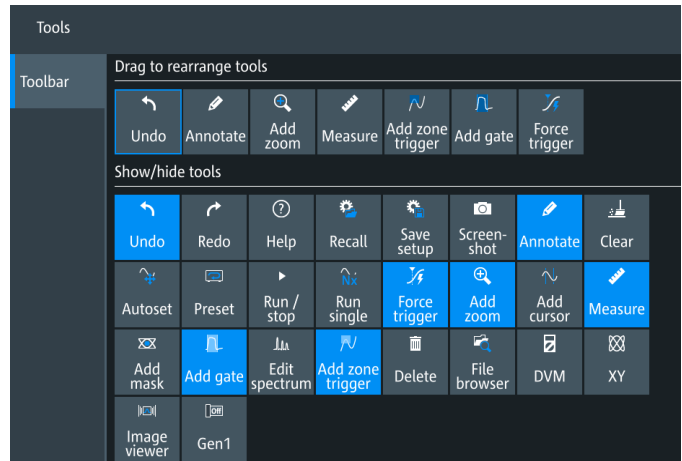 Tools
Toolbar
Drag to rearrange tools
Undo
Annotate
Add
zoom
Measure
Add zone
trigger
Add gate
Force
trigger
Show/hide tools
Undo
Redo
?
Help
Recall
Save
setup
Screen-
shot
Annotate
Clear
Autoset
Preset
Run /
stop
Nx
Run
single
Force
trigger
Add
zoom
Add
cursor
Measure
Add
mask
Add gate
Edit
spectrum
Add zone
trigger
Delete
File
browser
DVM
XY
Image
viewer
Off
Gen1